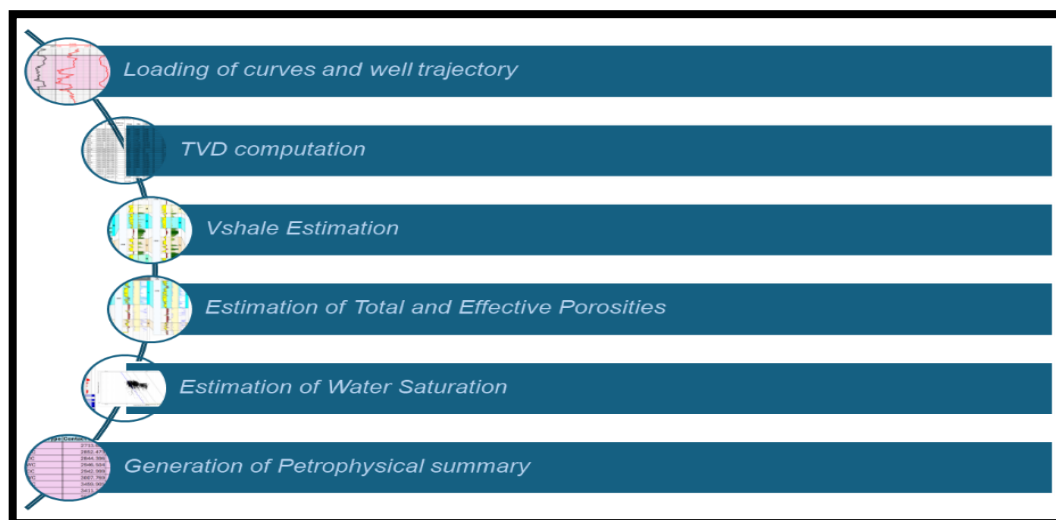 Loading of curves and well trajectory
TVD computation
Vshale Estimation
Estimation of Total and Effective Porosities
Estimation of Water Saturation
Generation of Petrophysical summary